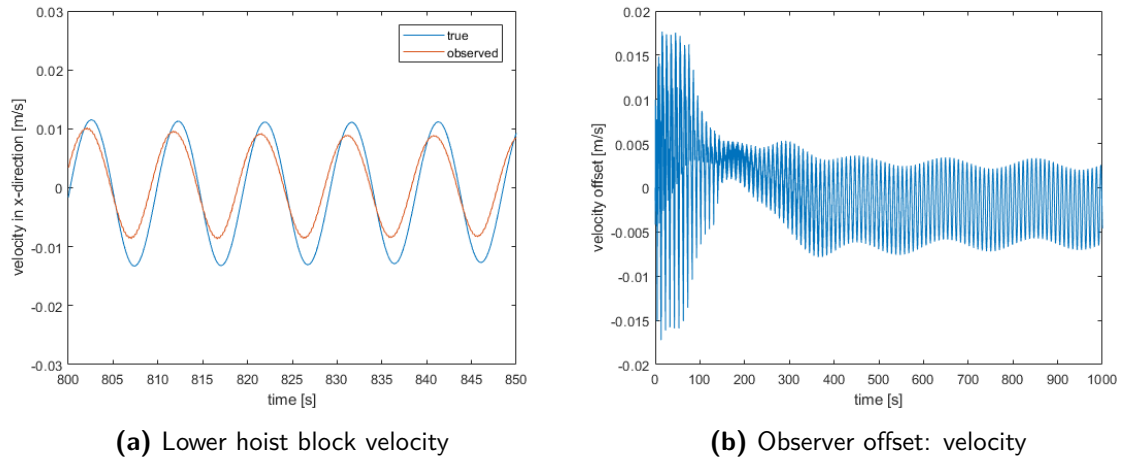 0.03
0.02
0.01
0
-0.01
-0.02
-0.03
velocity in x-direction [m/s]
true
observed
800 805 810 815 820 825 830 835 840 845 850
time [s]
(a) Lower hoist block velocity
0.02
0.015
0.01
0.005
0
-0.005
-0.01
-0.015
-0.02
velocity offset [m/s]
0 100 200 300 400 500 600 700 800 900 1000
time [s]
(b) Observer offset: velocity